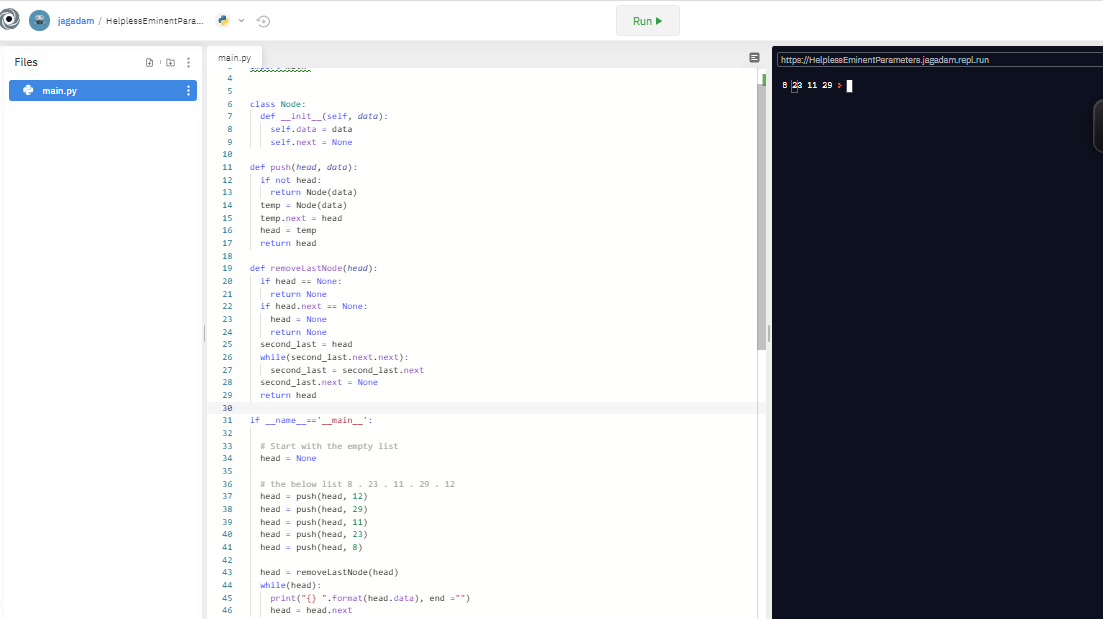 jagadam / HelplessEminentPara...
Run
Files
main.py
main.py
https://HelplessEminentParameters.jagadam.repl.run
8 23 11 29
4
5
6 class Node:
7 def __init__(self, data):
8 self.data = data
9 self.next = None
10
11 def push(head, data):
12 if not head:
13 return Node(data)
14 temp = Node(data)
15 temp.next = head
16 head = temp
17 return head
18
19 def removeLastNode(head):
20 if head == None:
21 return None
22 if head.next == None:
23 head = None
24 return None
25 second_last = head
26 while(second_last.next.next):
27 second_last = second_last.next
28 second_last.next = None
29 return head
30
31 if __name__=='__main__':
32
33 # Start with the empty list
34 head = None
35
36 # the below list 8 . 23 . 11 . 29 . 12
37 head = push(head, 12)
38 head = push(head, 29)
39 head = push(head, 11)
40 head = push(head, 23)
41 head = push(head, 8)
42
43 head = removeLastNode(head)
44 while(head):
45 print("{} ".format(head.data), end ="")
46 head = head.next